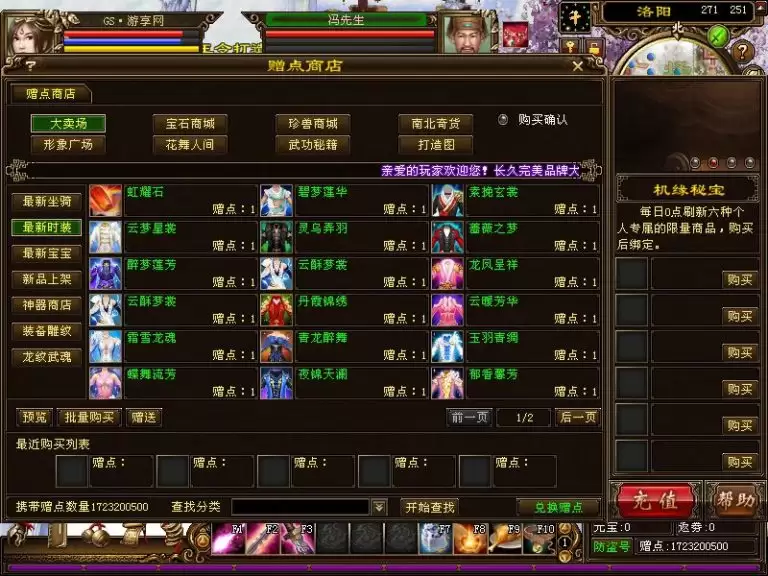 GS·游享网
冯先生
洛阳 271 251
北
? 赠点商店 ×
赠点商店
大卖场 宝石商城 珍兽商城 南北奇货 购买确认
形象广场 花舞人间 武功秘籍 打造图
亲爱的玩家欢迎您！长久完美品牌大
最新坐骑
最新时装
最新宝宝
新品上架
神器商店
装备雕纹
龙纹武魂
虹耀石 碧梦莲华 素挽玄裳
赠点：1 赠点：1 赠点：1
云梦星裳 灵鸟弄羽 蔷薇之梦
赠点：1 赠点：1 赠点：1
醉梦莲芳 云酥梦裳 龙凤呈祥
赠点：1 赠点：1 赠点：1
云酥梦裳 丹霞锦绣 云暖芳华
赠点：1 赠点：1 赠点：1
霜雪龙魂 青龙醉舞 玉羽青绸
赠点：1 赠点：1 赠点：1
蝶舞流芳 夜锦天澜 郁香馨芳
赠点：1 赠点：1 赠点：1
预览 批量购买 赠送 前一页 1/2 后一页
最近购买列表
赠点： 赠点： 赠点： 赠点： 赠点：
携带赠点数量1723200500 查找分类 开始查找 兑换赠点
机缘秘宝
每日0点刷新六种个
人专属的限量商品，购买
后绑定。
购买
购买
购买
购买
购买
购买
充值 帮助
F1 F2 F3 F7 F8 F9 F10 1
元宝:0 返券:0
防盗号 赠点:1723200500